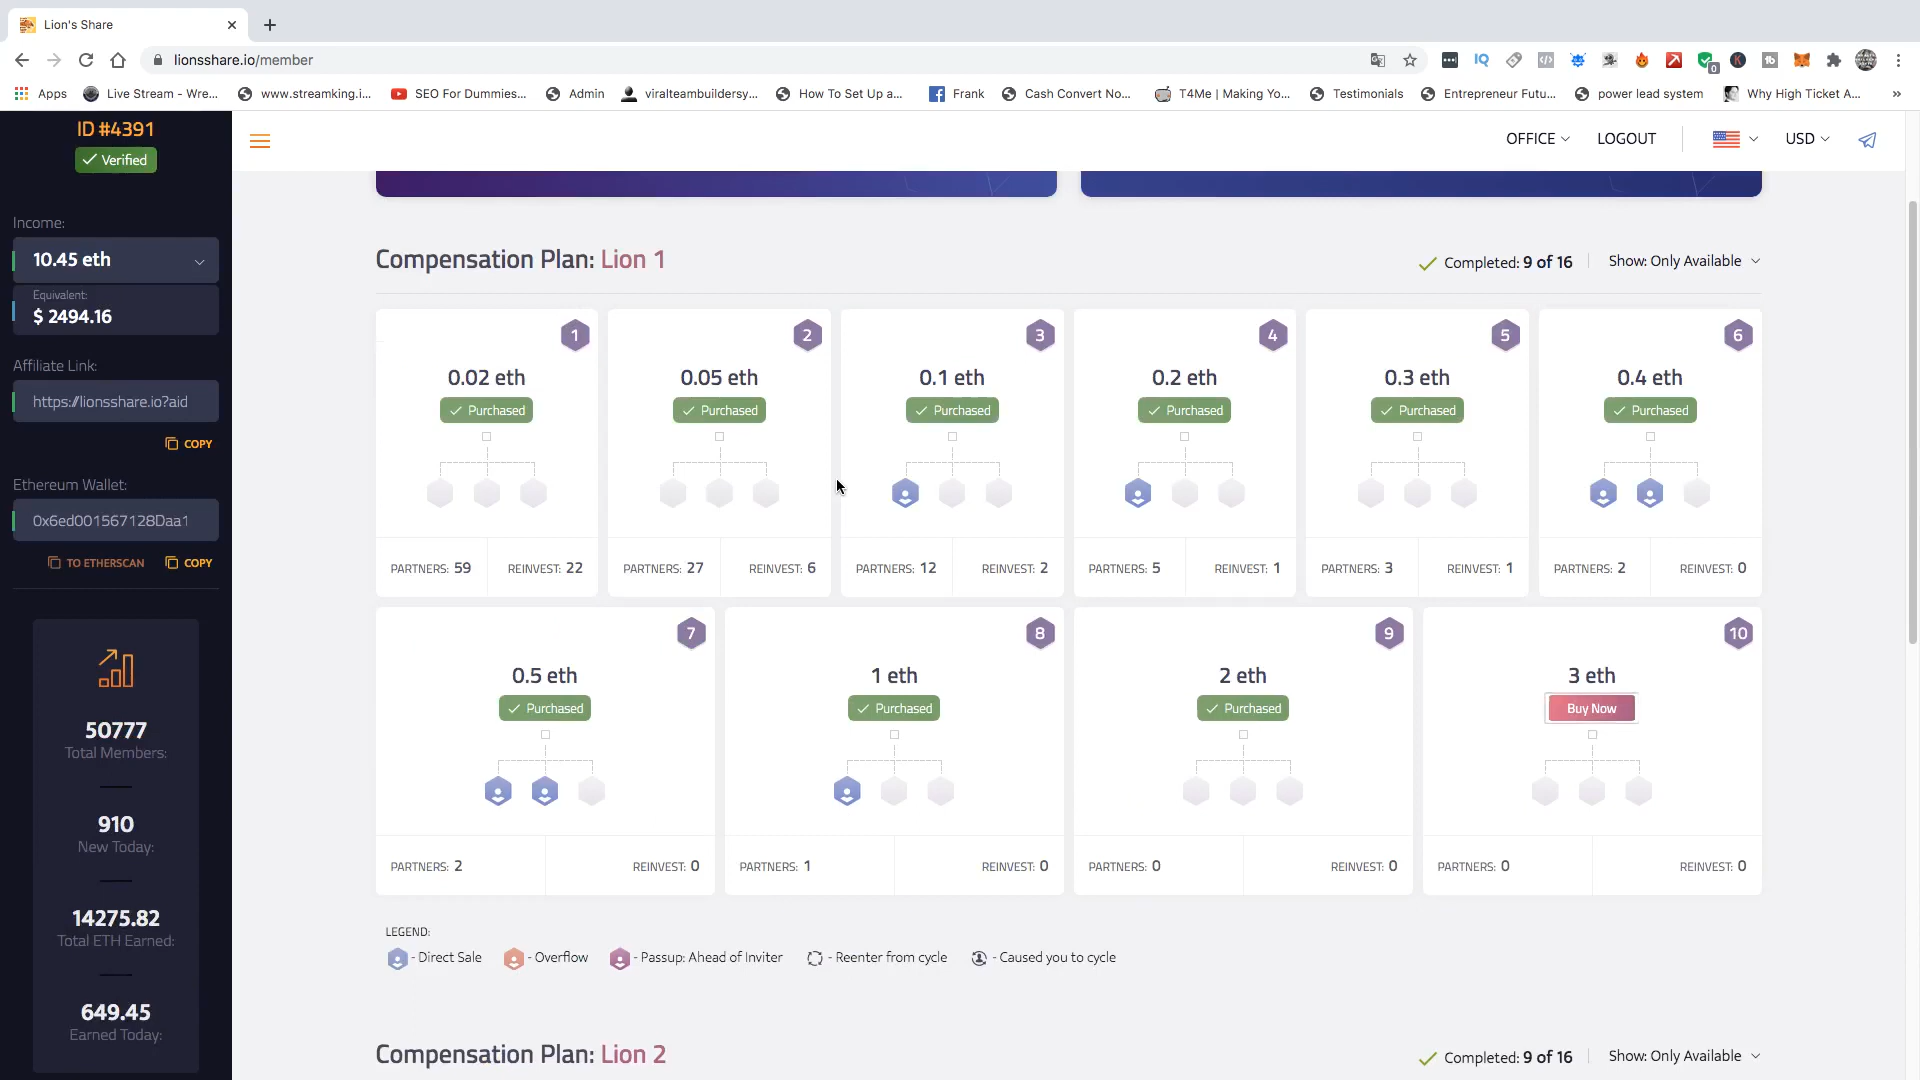 Lion's Share
lionsshare.io/member
Apps
Live Stream - Wre...
www.streamking.i...
SEO For Dummies...
Admin
viralteambuildersy...
How To Set Up a...
Frank
Cash Convert No...
T4Me | Making Yo...
Testimonials
Entrepreneur Futu...
power lead system
Why High Ticket A...
ID #4391
Verified
Income:
10.45 eth
Equivalent:
$ 2494.16
Affiliate Link:
https://lionsshare.io?aid
COPY
Ethereum Wallet:
0x6ed001567128Daa1
TO ETHERSCAN
COPY
50777
Total Members:
910
New Today:
14275.82
Total ETH Earned:
649.45
Earned Today:
OFFICE
LOGOUT
USD
Compensation Plan: Lion 1
Completed: 9 of 16
Show: Only Available
1
0.02 eth
Purchased
PARTNERS: 59
REINVEST: 22
2
0.05 eth
Purchased
PARTNERS: 27
REINVEST: 6
3
0.1 eth
Purchased
PARTNERS: 12
REINVEST: 2
4
0.2 eth
Purchased
PARTNERS: 5
REINVEST: 1
5
0.3 eth
Purchased
PARTNERS: 3
REINVEST: 1
6
0.4 eth
Purchased
PARTNERS: 2
REINVEST: 0
7
0.5 eth
Purchased
PARTNERS: 2
REINVEST: 0
8
1 eth
Purchased
PARTNERS: 1
REINVEST: 0
9
2 eth
Purchased
PARTNERS: 0
REINVEST: 0
10
3 eth
Buy Now
PARTNERS: 0
REINVEST: 0
LEGEND:
- Direct Sale
- Overflow
- Passup: Ahead of Inviter
- Reenter from cycle
- Caused you to cycle
Compensation Plan: Lion 2
Completed: 9 of 16
Show: Only Available